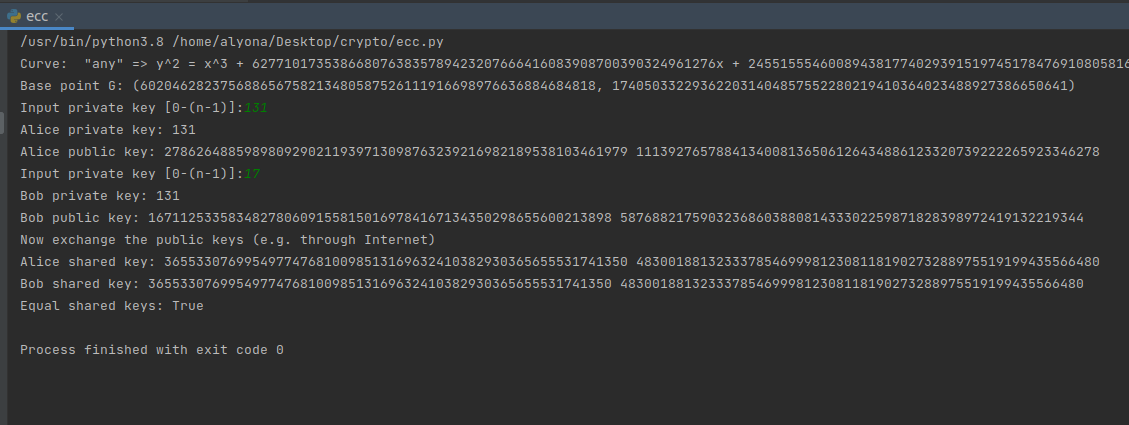 ecc
/usr/bin/python3.8 /home/alyona/Desktop/crypto/ecc.py
Curve:  "any" => y^2 = x^3 + 6277101735386680763835789423207666416083908700390324961276x + 2455155546008943817740293915197451784769108058161
Base point G: (602046282375688656758213480587526111916698976636884684818, 174050332293622031404857552280219410364023488927386650641)
Input private key [0-(n-1)]:131
Alice private key: 131
Alice public key: 2786264885989809290211939713098763239216982189538103461979 1113927657884134008136506126434886123320739222265923346278
Input private key [0-(n-1)]:17
Bob private key: 131
Bob public key: 1671125335834827806091558150169784167134350298655600213898 5876882175903236860388081433302259871828398972419132219344
Now exchange the public keys (e.g. through Internet)
Alice shared key: 3655330769954977476810098513169632410382930365655531741350 4830018813233378546999812308118190273288975519199435566480
Bob shared key: 3655330769954977476810098513169632410382930365655531741350 4830018813233378546999812308118190273288975519199435566480
Equal shared keys: True
Process finished with exit code 0